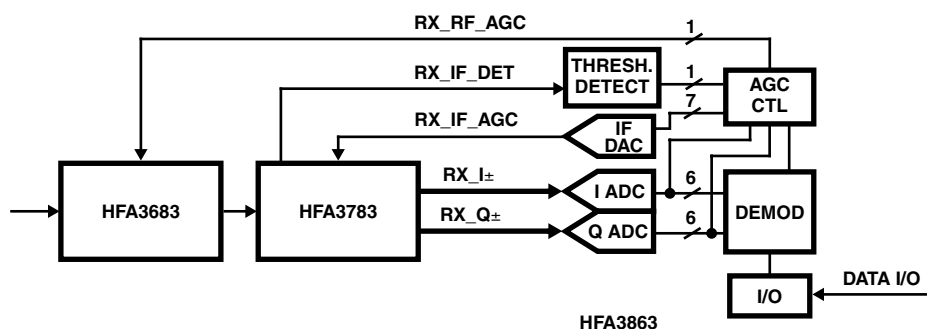 RX_RF_AGC
1
RX_IF_DET
THRESH.
DETECT
1
AGC
CTL
RX_IF_AGC
IF
DAC
7
HFA3683
HFA3783
RX_I±
I ADC
6
RX_Q±
Q ADC
6
DEMOD
I/O
DATA I/O
HFA3863